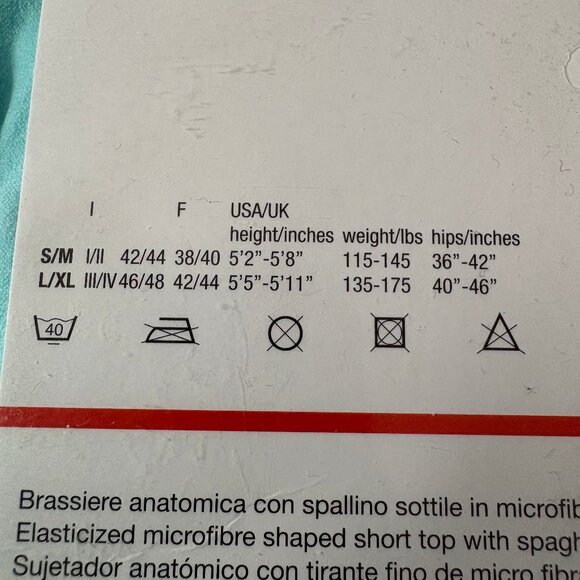 I F USA/UK
height/inches weight/lbs hips/inches
S/M I/II 42/44 38/40 5'2"-5'8" 115-145 36"-42"
L/XL III/IV 46/48 42/44 5'5"-5'11" 135-175 40"-46"
40
Brassiere anatomica con spallino sottile in microfib
Elasticized microfibre shaped short top with spagh
Sujetador anatómico con tirante fino de micro fibr